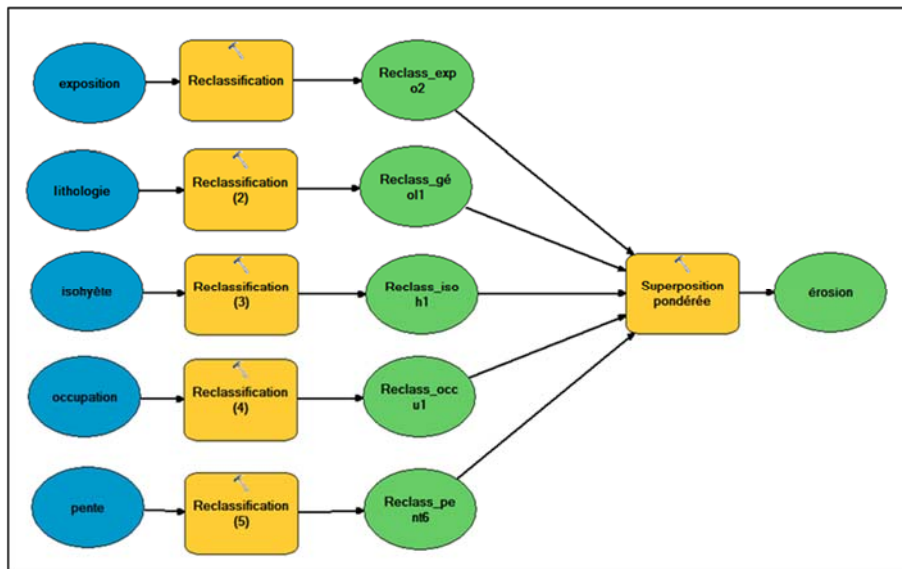 exposition
Reclassification
Reclass_exp
o2
lithologie
Reclassification
(2)
Reclass_gé
ol1
isohyête
Reclassification
(3)
Reclass_iso
h1
Superposition
pondérée
érosion
occupation
Reclassification
(4)
Reclass_occ
u1
pente
Reclassification
(5)
Reclass_pe
nt6